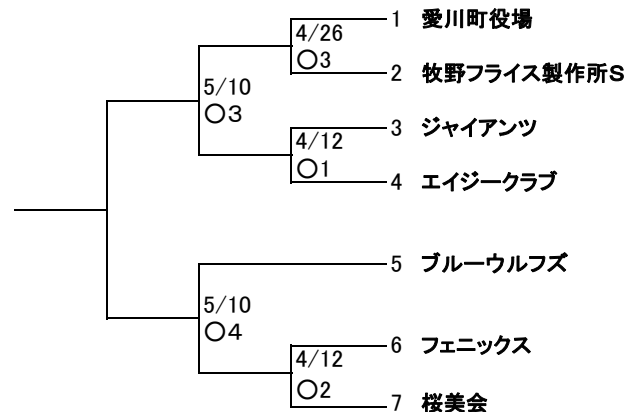 1 愛川町役場
4/26
○3
2 牧野フライス製作所S
5/10
○3
3 ジャイアンツ
4/12
○1
4 エイジークラブ
5 ブルーウルフズ
5/10
○4
6 フェニックス
4/12
○2
7 桜美会